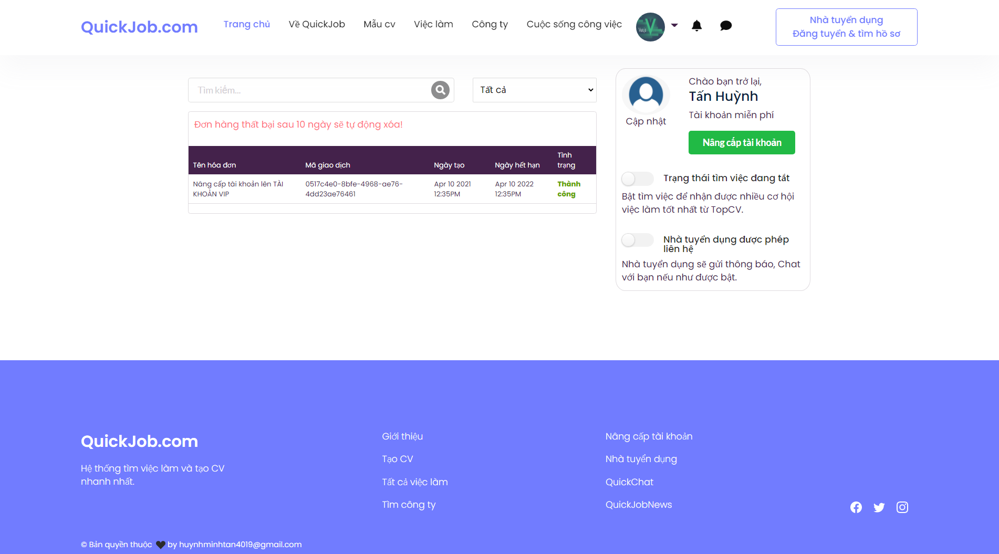 QuickJob.com
Trang chủ
Về QuickJob
Mẫu cv
Việc làm
Công ty
Cuộc sống công việc
Vue.js
Nhà tuyển dụng
Đăng tuyển & tìm hồ sơ
Tìm kiếm...
Tất cả
Đơn hàng thất bại sau 10 ngày sẽ tự động xóa!
Tên hóa đơn
Mã giao dịch
Ngày tạo
Ngày hết hạn
Tình
trạng
Nâng cấp tài khoản lên TÀI
KHOẢN VIP
0517c4e0-8bfe-4968-ae76-
4dd23ae76461
Apr 10 2021
12:35PM
Apr 10 2022
12:35PM
Thành
công
Cập nhật
Chào bạn trở lại,
Tấn Huỳnh
Tài khoản miễn phí
Nâng cấp tài khoản
Trạng thái tìm việc đang tắt
Bật tìm việc để nhận được nhiều cơ hội
việc làm tốt nhất từ TopCV.
Nhà tuyển dụng được phép
liên hệ
Nhà tuyển dụng sẽ gửi thông báo, Chat
với bạn nếu như được bật.
QuickJob.com
Hệ thống tìm việc làm và tạo CV
nhanh nhất.
Giới thiệu
Tạo CV
Tất cả việc làm
Tìm công ty
Nâng cấp tài khoản
Nhà tuyển dụng
QuickChat
QuickJobNews
© Bản quyền thuộc ♥ by huynhminhtan4019@gmail.com